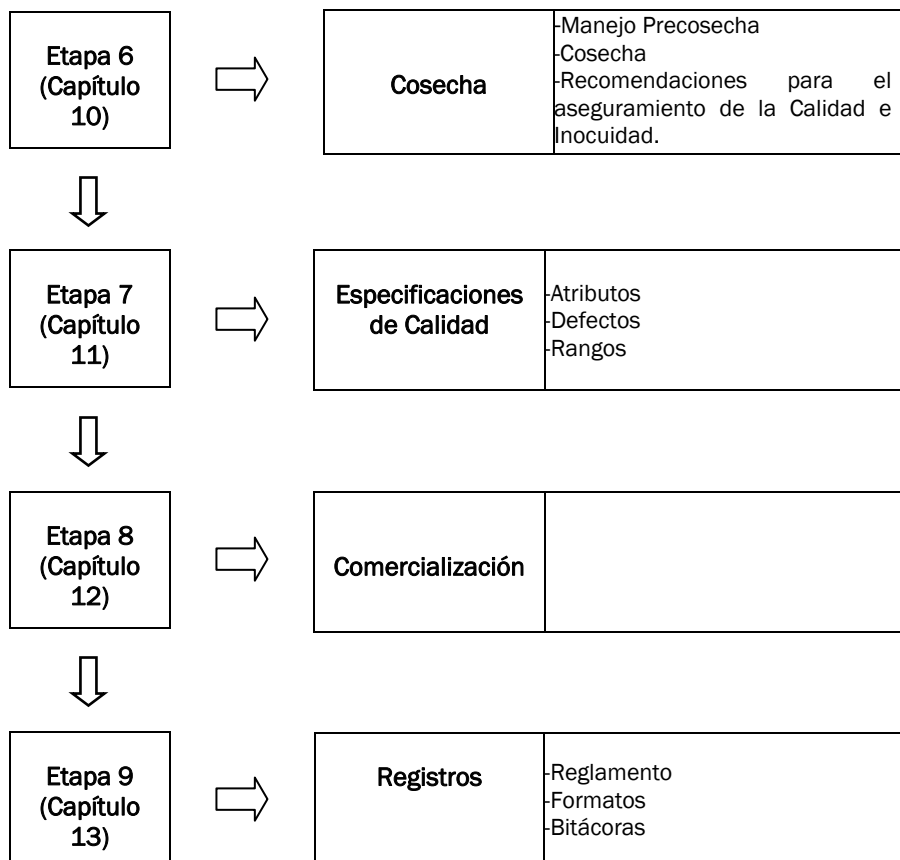 Etapa 6
(Capítulo
10)
Cosecha
-Manejo Precosecha
-Cosecha
-Recomendaciones para el
aseguramiento de la Calidad e
Inocuidad.
Etapa 7
(Capítulo
11)
Especificaciones
de Calidad
-Atributos
-Defectos
-Rangos
Etapa 8
(Capítulo
12)
Comercialización
Etapa 9
(Capítulo
13)
Registros
-Reglamento
-Formatos
-Bitácoras